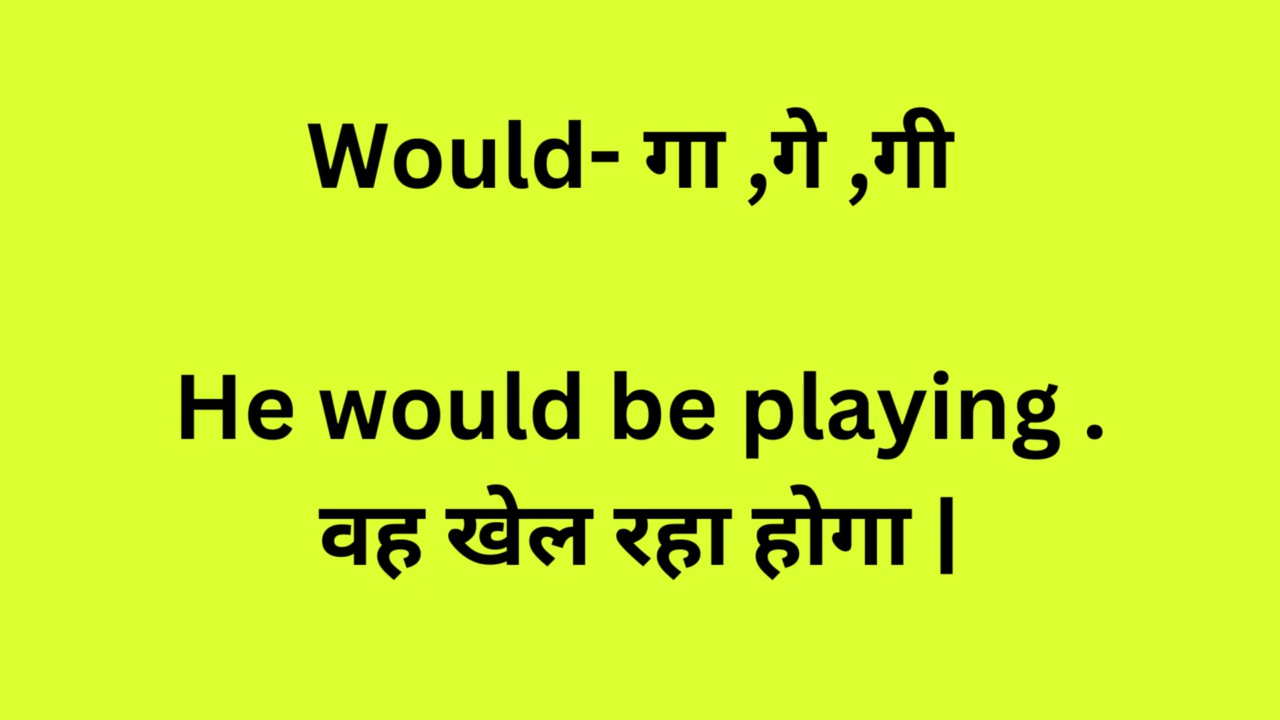 Would- गा ,गे ,गी
He would be playing .
वह खेल रहा होगा |